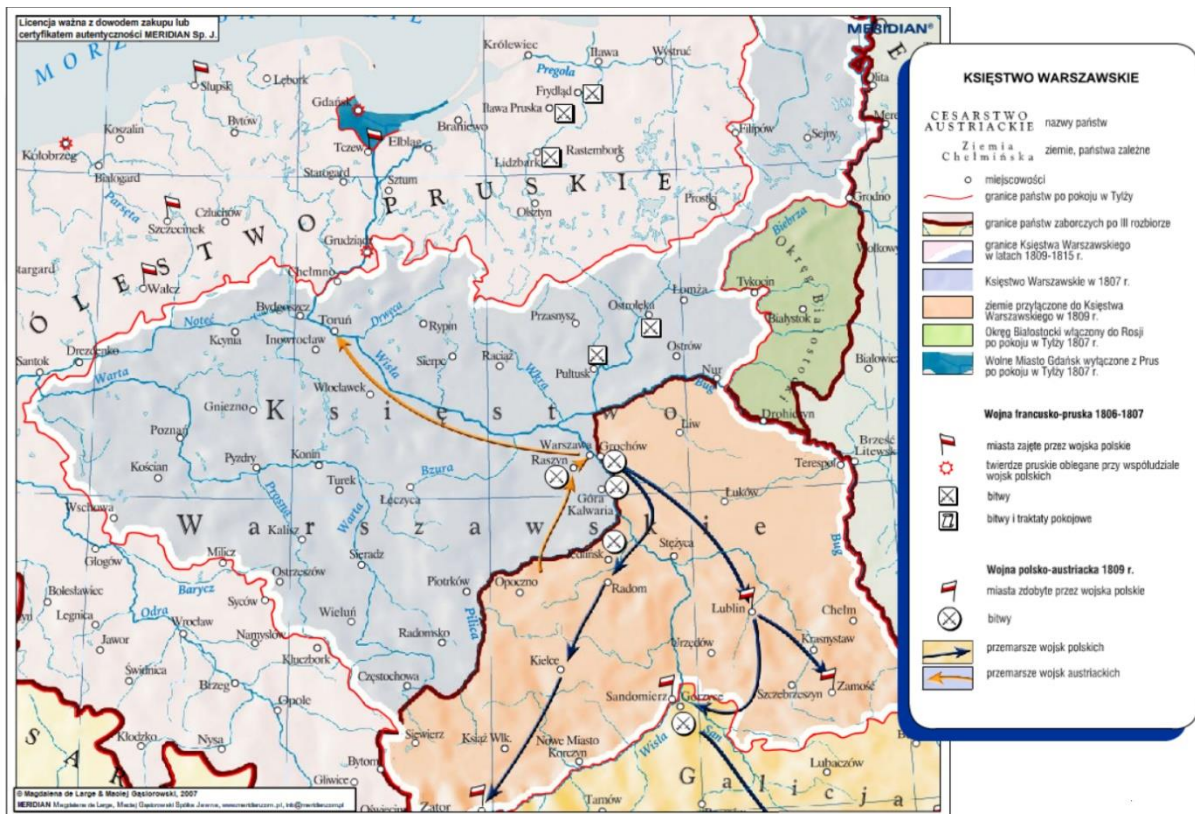 Licencja ważna z dowodem zakupu lub
certyfikatem autentyczności MERIDIAN Sp. J.
MERIDIAN®
MORZ
Słupsk
Lębork
Gdańsk
Królewiec
Iława
Wystruć
Pregoła
Frydląd
Iława Pruska
Koszalin
Bytów
Braniewo
Filipów
Sejny
Olita
Kołobrzeg
Białogard
Tczew
Elbląg
Lidzbark
Rastembork
Starogard
Sztum
Parsęta
Człuchów
Szczecinek
Olsztyn
Prostki
Grodno
Grudziądz
PRUSKIE
Biebrza
Wałcz
Chełmno
Tykocin
Okręg Białostocki
Białystok
Bydgoszcz
Toruń
Drwęca
Rypin
Przasnysz
Ostrołęka
Łomża
Noteć
Kcynia
Inowrocław
Drezdenko
Santok
Sierpc
Raciąż
Wkra
Pułtusk
Ostrów
Warta
Wisła
Włocławek
Nur
Bug
Gniezno
Księstwo
Drohiczyn
Poznań
Warszawa
Grochów
Liw
Brześć
Litewsk
Kościan
Pyzdry
Konin
Bzura
Raszyn
Terespol
Turek
Łęczyca
Góra
Kalwaria
Łuków
Prosna
Warta
Wschowa
Warszawskie
Kalisz
Głogów
Milicz
Sieradz
Stężyca
Bug
Ostrzeszów
Piotrków
Opoczno
Radom
Bolesławiec
Barycz
Syców
Wieluń
Pilica
Lublin
Chełm
Legnica
Odra
Wrocław
Namysłów
Radomsko
Krasnystaw
Jawor
Kluczbork
Kielce
Urzędów
Świdnica
Brzeg
Opole
Częstochowa
Sandomierz
Gorzyce
Szczebrzeszyn
Zamość
Siewierz
Książ Wlk.
Nowe Miasto
Korczyn
Wisła
San
Kłodzko
Nysa
Bytom
Gliwice
Lubaczów
Galicja
Zator
Tarnów
© Magdalena de Large & Maciej Gąsiorowski, 2007
KSIĘSTWO WARSZAWSKIE
CESARSTWO
AUSTRIACKIE
nazwy państw
Ziemia
Chełmińska
ziemie, państwa zależne
miejscowości
granice państw po pokoju w Tylży
granice państw zaborczych po III rozbiorze
granice Księstwa Warszawskiego
w latach 1809-1815 r.
Księstwo Warszawskie w 1807 r.
ziemie przyłączone do Księstwa
Warszawskiego w 1809 r.
Okręg Białostocki włączony do Rosji
po pokoju w Tylży 1807 r.
Wolne Miasto Gdańsk wyłączone z Prus
po pokoju w Tylży 1807 r.
Wojna francusko-pruska 1806-1807
miasta zajęte przez wojska polskie
twierdze pruskie oblegane przy współudziale
wojsk polskich
bitwy
bitwy i traktaty pokojowe
Wojna polsko-austriacka 1809 r.
miasta zdobyte przez wojska polskie
bitwy
przemarsze wojsk polskich
przemarsze wojsk austriackich